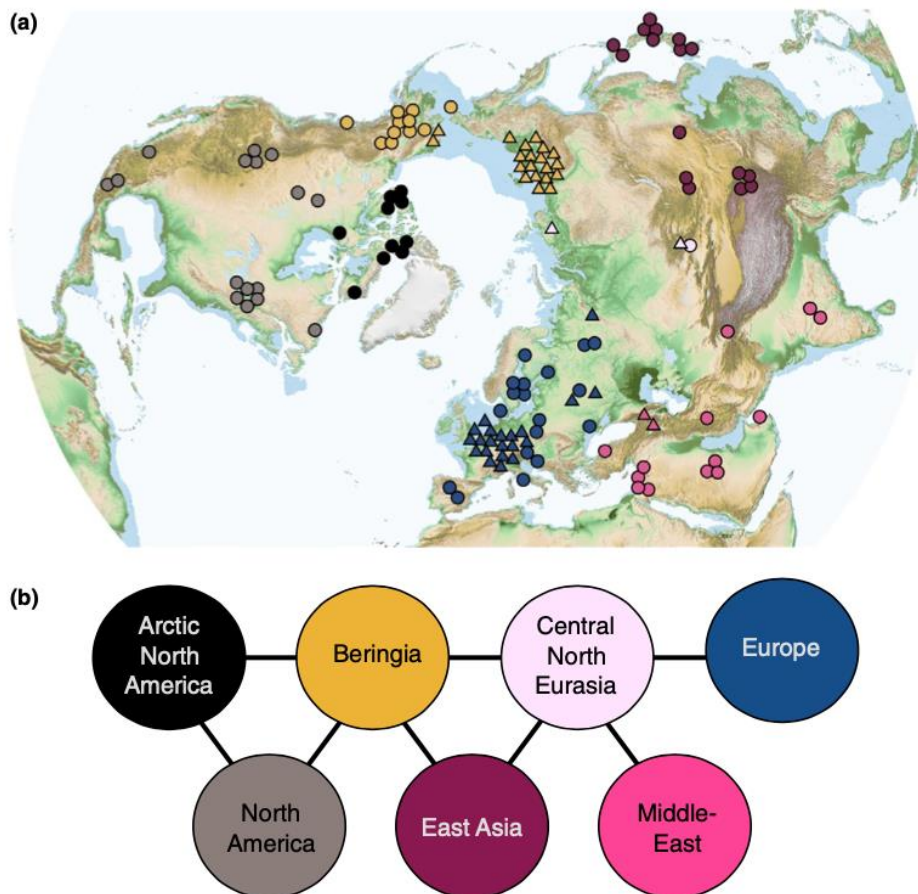 (a)
(b)
Arctic
North
America
Beringia
Central
North
Eurasia
Europe
North
America
East Asia
Middle-
East